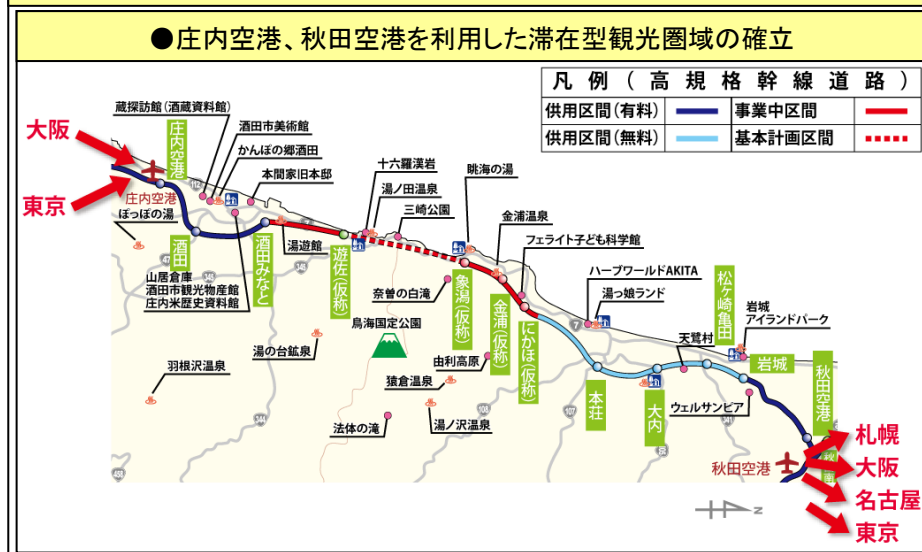 ●庄内空港、秋田空港を利用した滞在型観光圏域の確立
凡例(高規格幹線道路)
供用区間(有料)
事業中区間
供用区間(無料)
基本計画区間
大阪
東京
庄内空港
庄内空港
蔵探訪館(酒蔵資料館)
酒田市美術館
かんぽの郷酒田
本間家旧本邸
十六羅漢岩
湯ノ田温泉
三崎公園
眺海の湯
金浦温泉
フェライト子ども科学館
ハーブワールドAKITA
湯っ娘ランド
松ヶ崎亀田
岩城
アイランドパーク
岩城
天鷺村
秋田空港
ぽっぽの湯
酒田
酒田みなと
湯遊館
遊佐(仮称)
象潟(仮称)
金浦(仮称)
にかほ(仮称)
本荘
大内
ウェルサンピア
山居倉庫
酒田市観光物産館
庄内米歴史資料館
奈曽の白滝
鳥海国定公園
湯の台鉱泉
羽根沢温泉
由利高原
猿倉温泉
湯ノ沢温泉
法体の滝
112
7
47
345
345
344
458
108
107
7
341
秋田空港
札幌
大阪
名古屋
東京
N